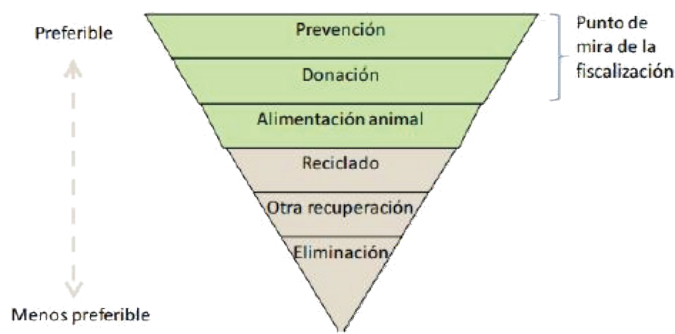 Preferible
Prevención
Punto de
mira de la
fiscalización
Donación
Alimentación animal
Reciclado
Otra recuperación
Eliminación
Menos preferible